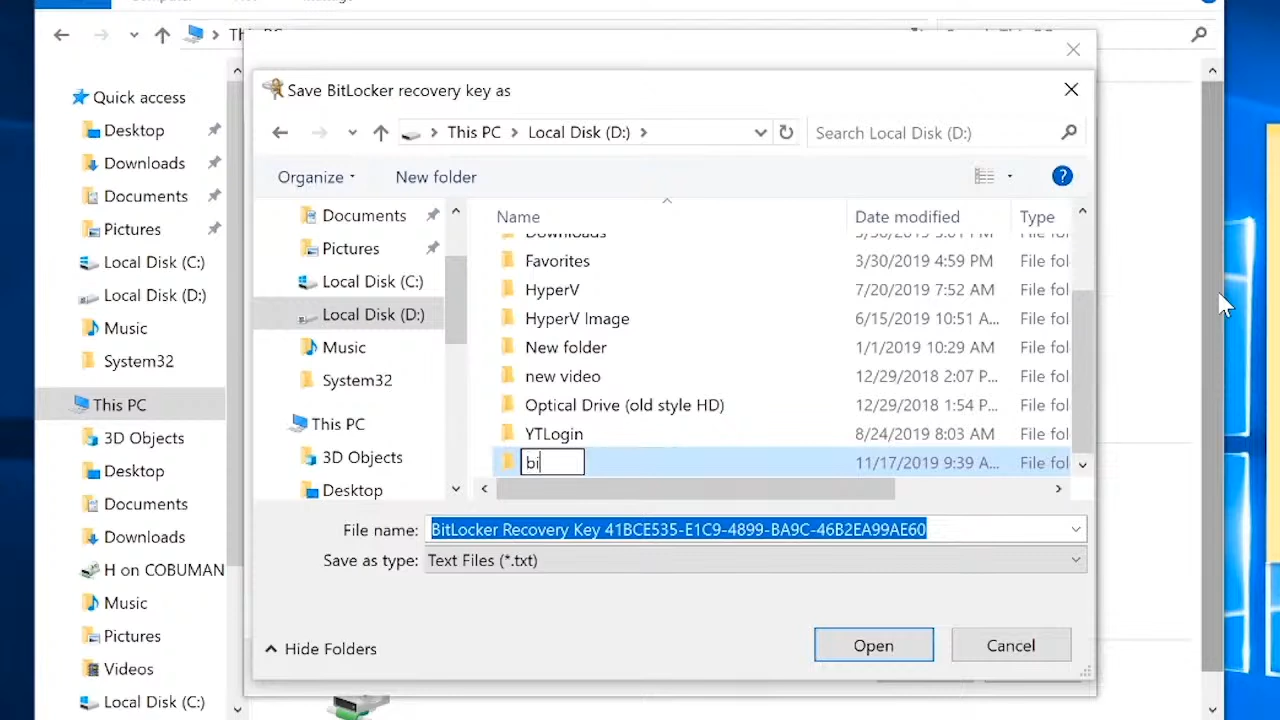 Save BitLocker recovery key as
This PC
Local Disk (D:)
Search Local Disk (D:)
Organize
New folder
?
Quick access
Desktop
Downloads
Documents
Pictures
Local Disk (C:)
Local Disk (D:)
Music
System32
This PC
3D Objects
Desktop
Documents
Downloads
H on COBUMAN
Music
Pictures
Videos
Local Disk (C:)
Documents
Pictures
Local Disk (C:)
Local Disk (D:)
Music
System32
This PC
3D Objects
Desktop
Name Date modified Type
Downloads
Favorites 3/30/2019 4:59 PM File fol
HyperV 7/20/2019 7:52 AM File fol
HyperV Image 6/15/2019 10:51 A... File fol
New folder 1/1/2019 10:29 AM File fol
new video 12/29/2018 2:07 P... File fol
Optical Drive (old style HD) 12/29/2018 1:54 P... File fol
YTLogin 8/24/2019 8:03 AM File fol
bi 11/17/2019 9:39 A... File fol
File name: BitLocker Recovery Key 41BCE535-E1C9-4899-BA9C-46B2EA99AE60
Save as type: Text Files (*.txt)
Hide Folders
Open
Cancel